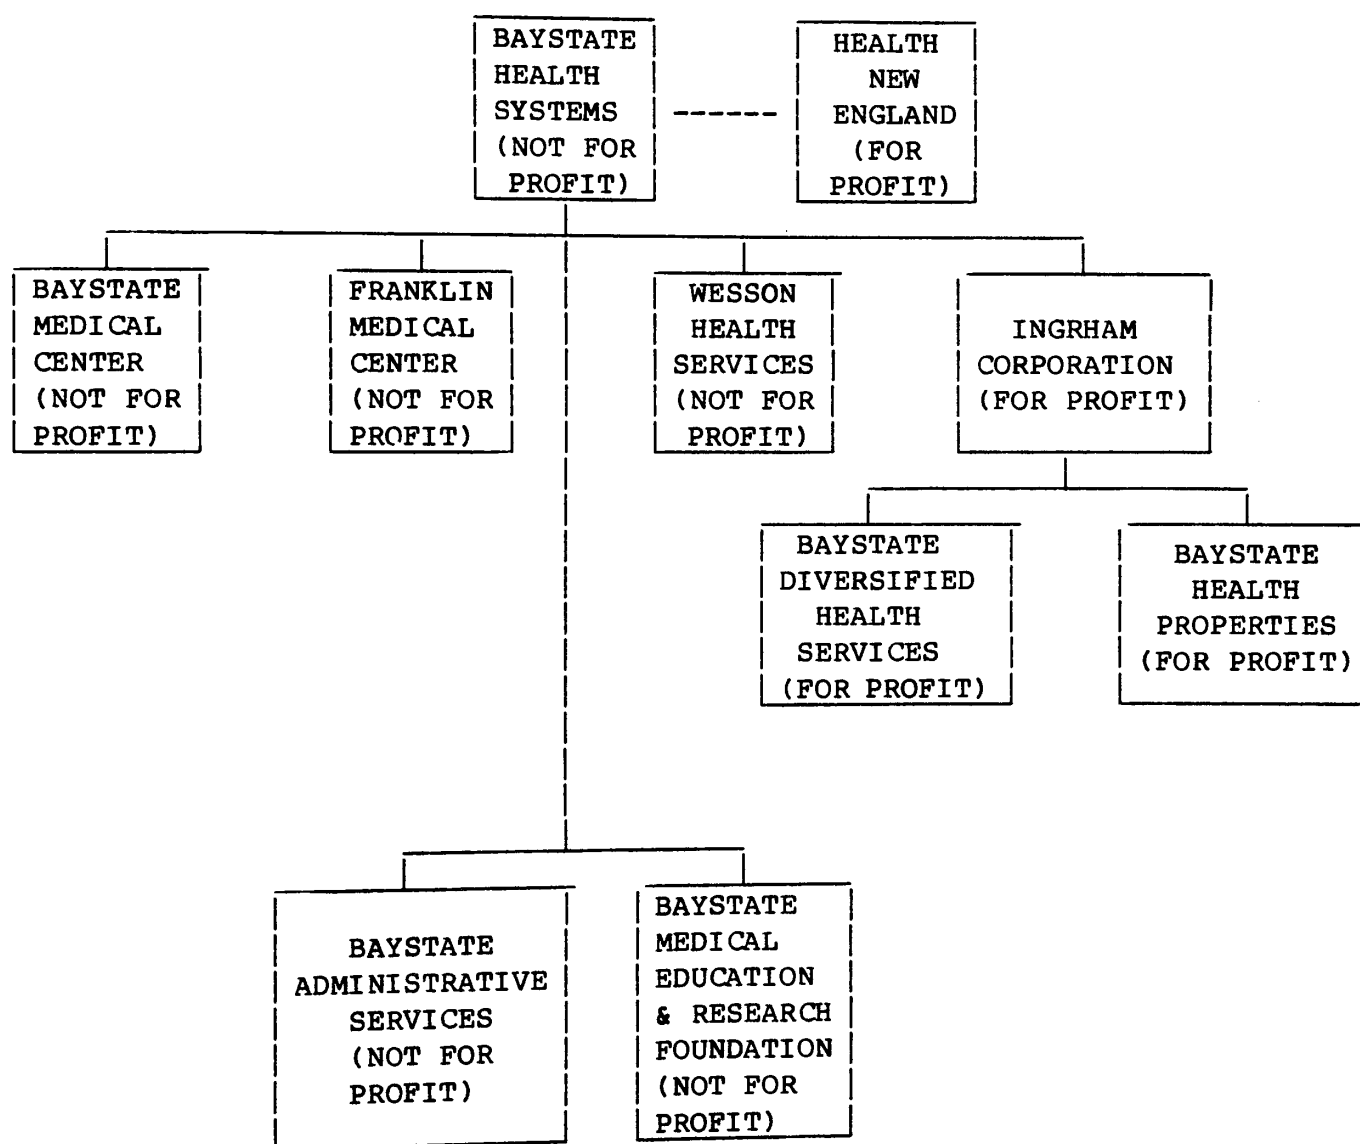 BAYSTATE
HEALTH
SYSTEMS
(NOT FOR
PROFIT)
HEALTH
NEW
ENGLAND
(FOR
PROFIT)
BAYSTATE
MEDICAL
CENTER
(NOT FOR
PROFIT)
FRANKLIN
MEDICAL
CENTER
(NOT FOR
PROFIT)
WESSON
HEALTH
SERVICES
(NOT FOR
PROFIT)
INGRHAM
CORPORATION
(FOR PROFIT)
BAYSTATE
DIVERSIFIED
HEALTH
SERVICES
(FOR PROFIT)
BAYSTATE
HEALTH
PROPERTIES
(FOR PROFIT)
BAYSTATE
ADMINISTRATIVE
SERVICES
(NOT FOR
PROFIT)
BAYSTATE
MEDICAL
EDUCATION
& RESEARCH
FOUNDATION
(NOT FOR
PROFIT)